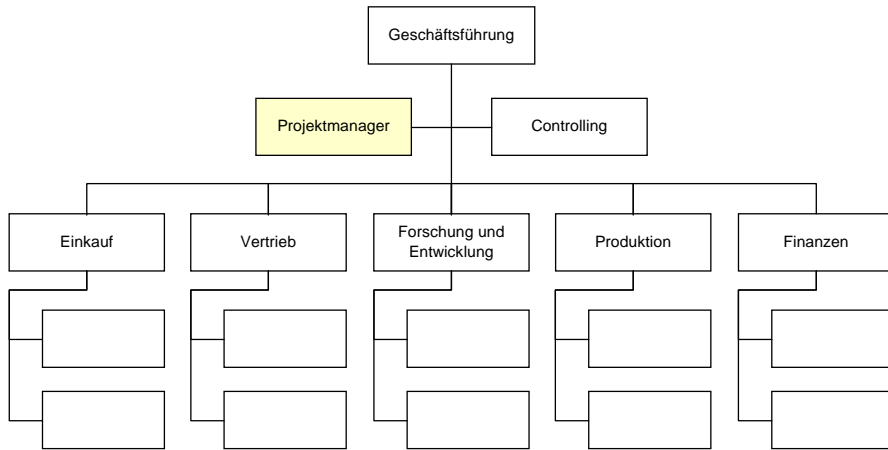 Geschäftsführung
Projektmanager
Controlling
Einkauf
Vertrieb
Forschung und
Entwicklung
Produktion
Finanzen